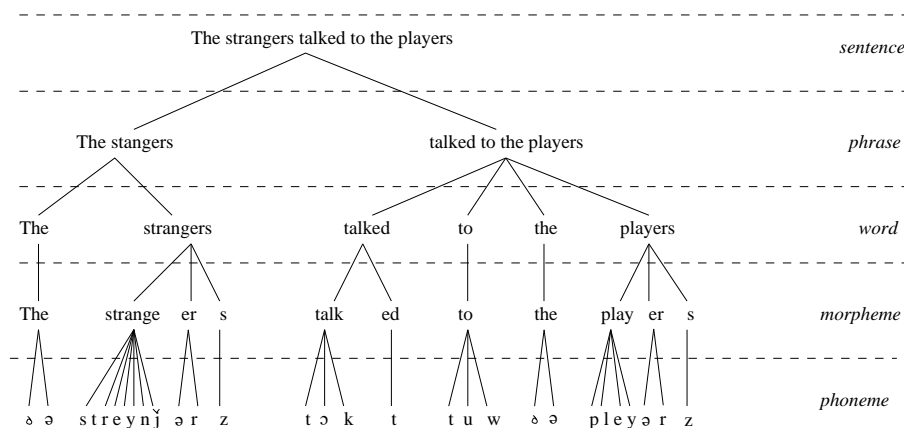 The strangers talked to the players
sentence
The stangers talked to the players phrase
The strangers talked to the players word
The strange er s talk ed to the play er s morpheme
ə s t r e y n ǰ ə r z t ɔ k t t u w ə p l e y ə r z
phoneme